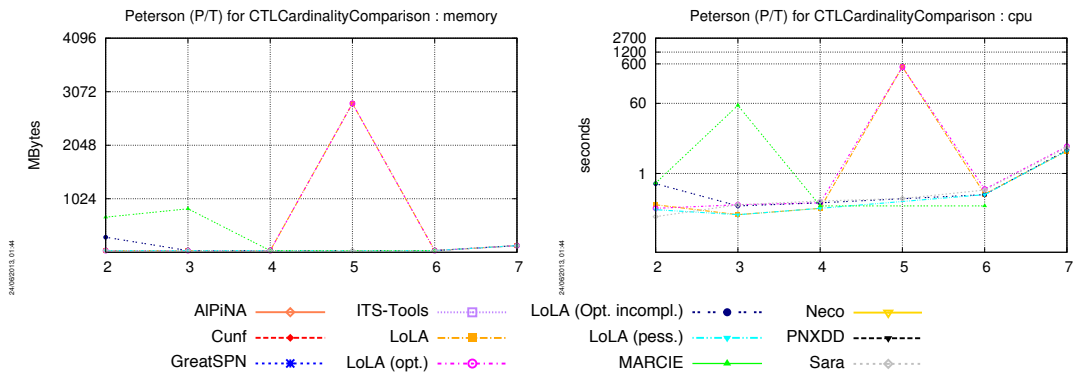 Peterson (P/T) for CTLCardinalityComparison : memory
4096
3072
2048
1024
MBytes
2 3 4 5 6 7
24/06/2013, 01:44
Peterson (P/T) for CTLCardinalityComparison : cpu
2700
1200
600
60
1
seconds
2 3 4 5 6 7
24/06/2013, 01:44
AlPiNA ITS-Tools LoLA (Opt. incompl.) Neco
Cunf LoLA LoLA (pess.) PNXDD
GreatSPN LoLA (opt.) MARCIE Sara